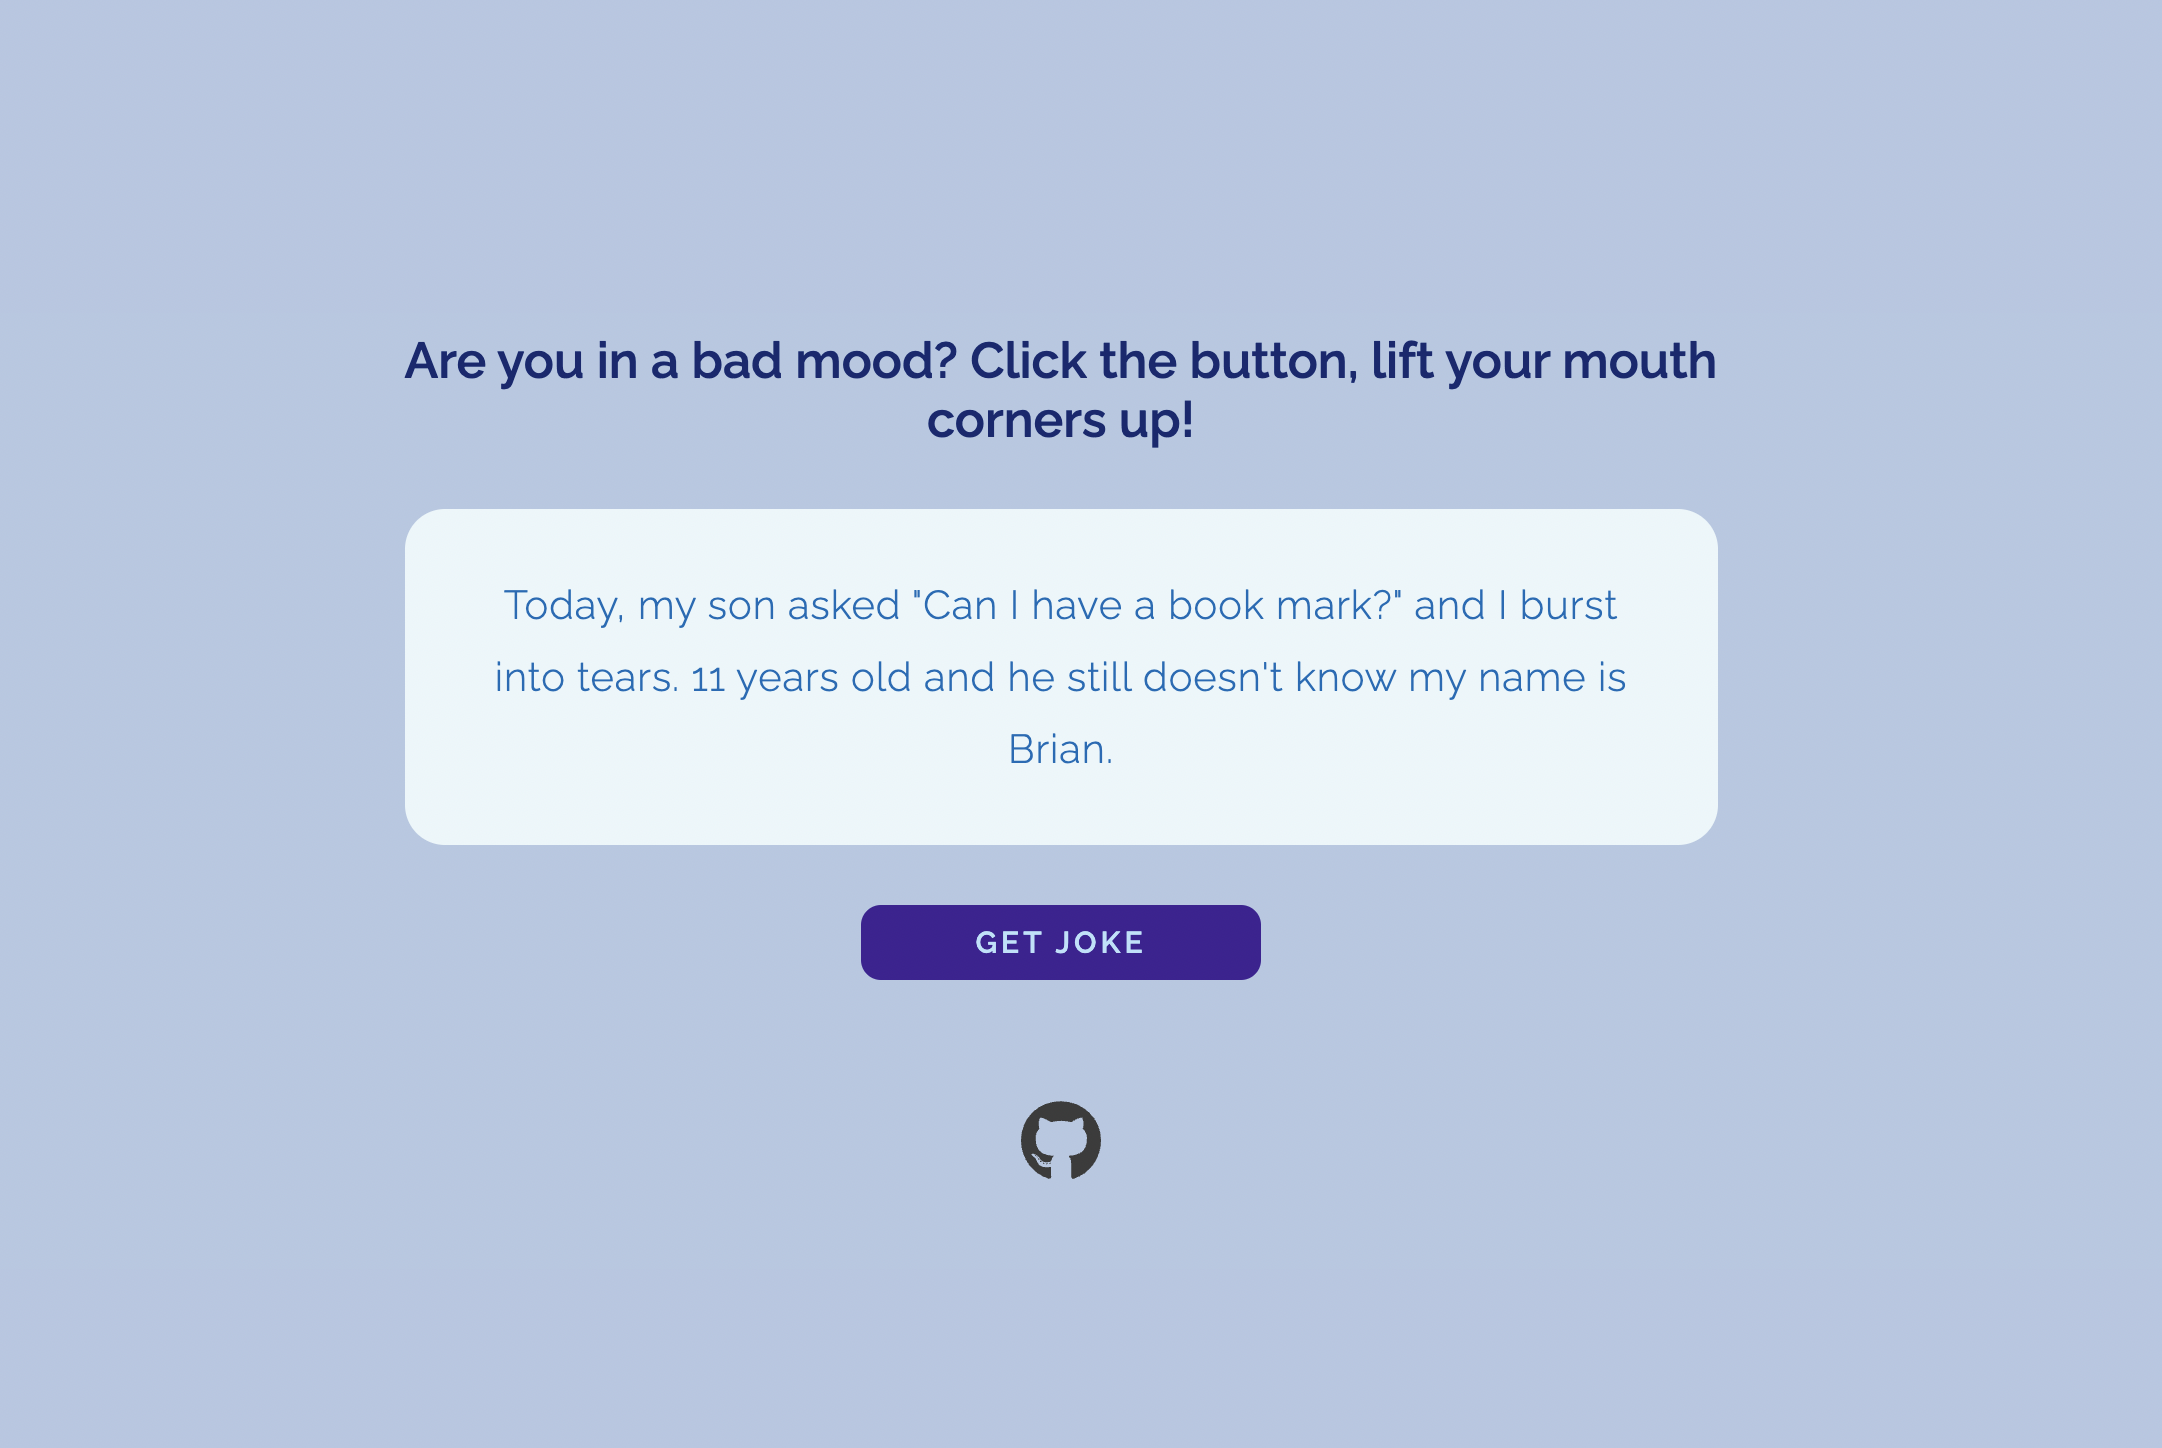 Are you in a bad mood? Click the button, lift your mouth
corners up!
Today, my son asked "Can I have a book mark?" and I burst
into tears. 11 years old and he still doesn't know my name is
Brian.
GET JOKE